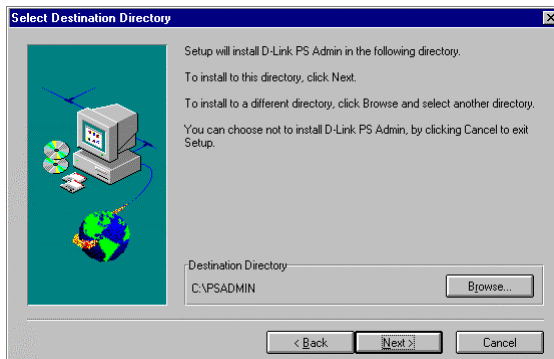 Select Destination Directory
Setup will install D-Link PS Admin in the following directory.
To install to this directory, click Next.
To install to a different directory, click Browse and select another directory.
You can choose not to install D-Link PS Admin, by clicking Cancel to exit
Setup.
Destination Directory
C:\PSADMIN
Browse...
< Back
Next >
Cancel